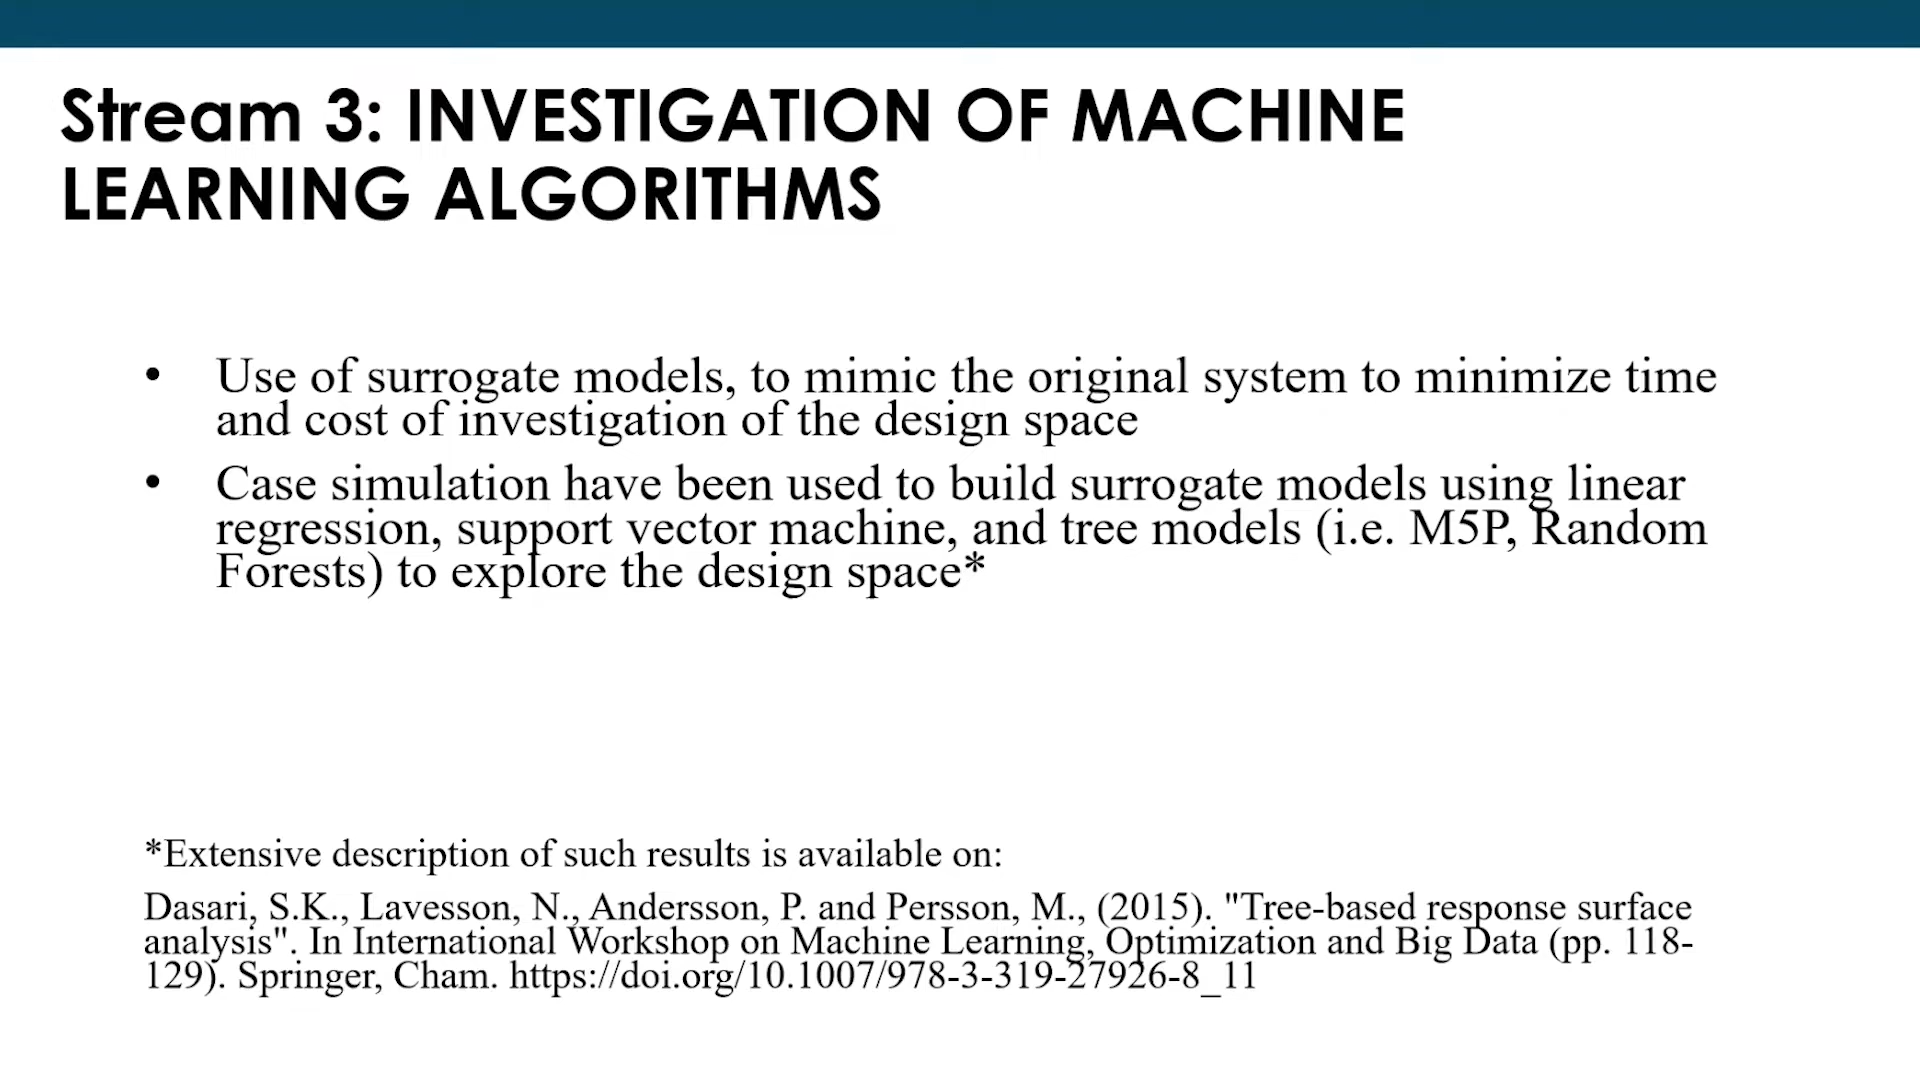 Stream 3: INVESTIGATION OF MACHINE
LEARNING ALGORITHMS
• Use of surrogate models, to mimic the original system to minimize time
and cost of investigation of the design space
• Case simulation have been used to build surrogate models using linear
regression, support vector machine, and tree models (i.e. M5P, Random
Forests) to explore the design space*
*Extensive description of such results is available on:
Dasari, S.K., Lavesson, N., Andersson, P. and Persson, M., (2015). "Tree-based response surface
analysis". In International Workshop on Machine Learning, Optimization and Big Data (pp. 118-
129). Springer, Cham. https://doi.org/10.1007/978-3-319-27926-8_11